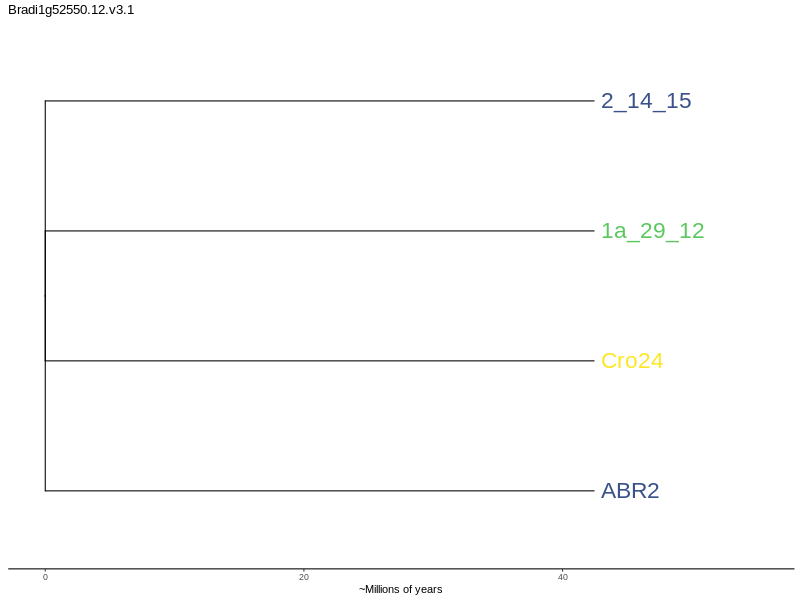 Bradi1g52550.12.v3.1
2_14_15
1a_29_12
Cro24
ABR2
0 20 40
~Millions of years